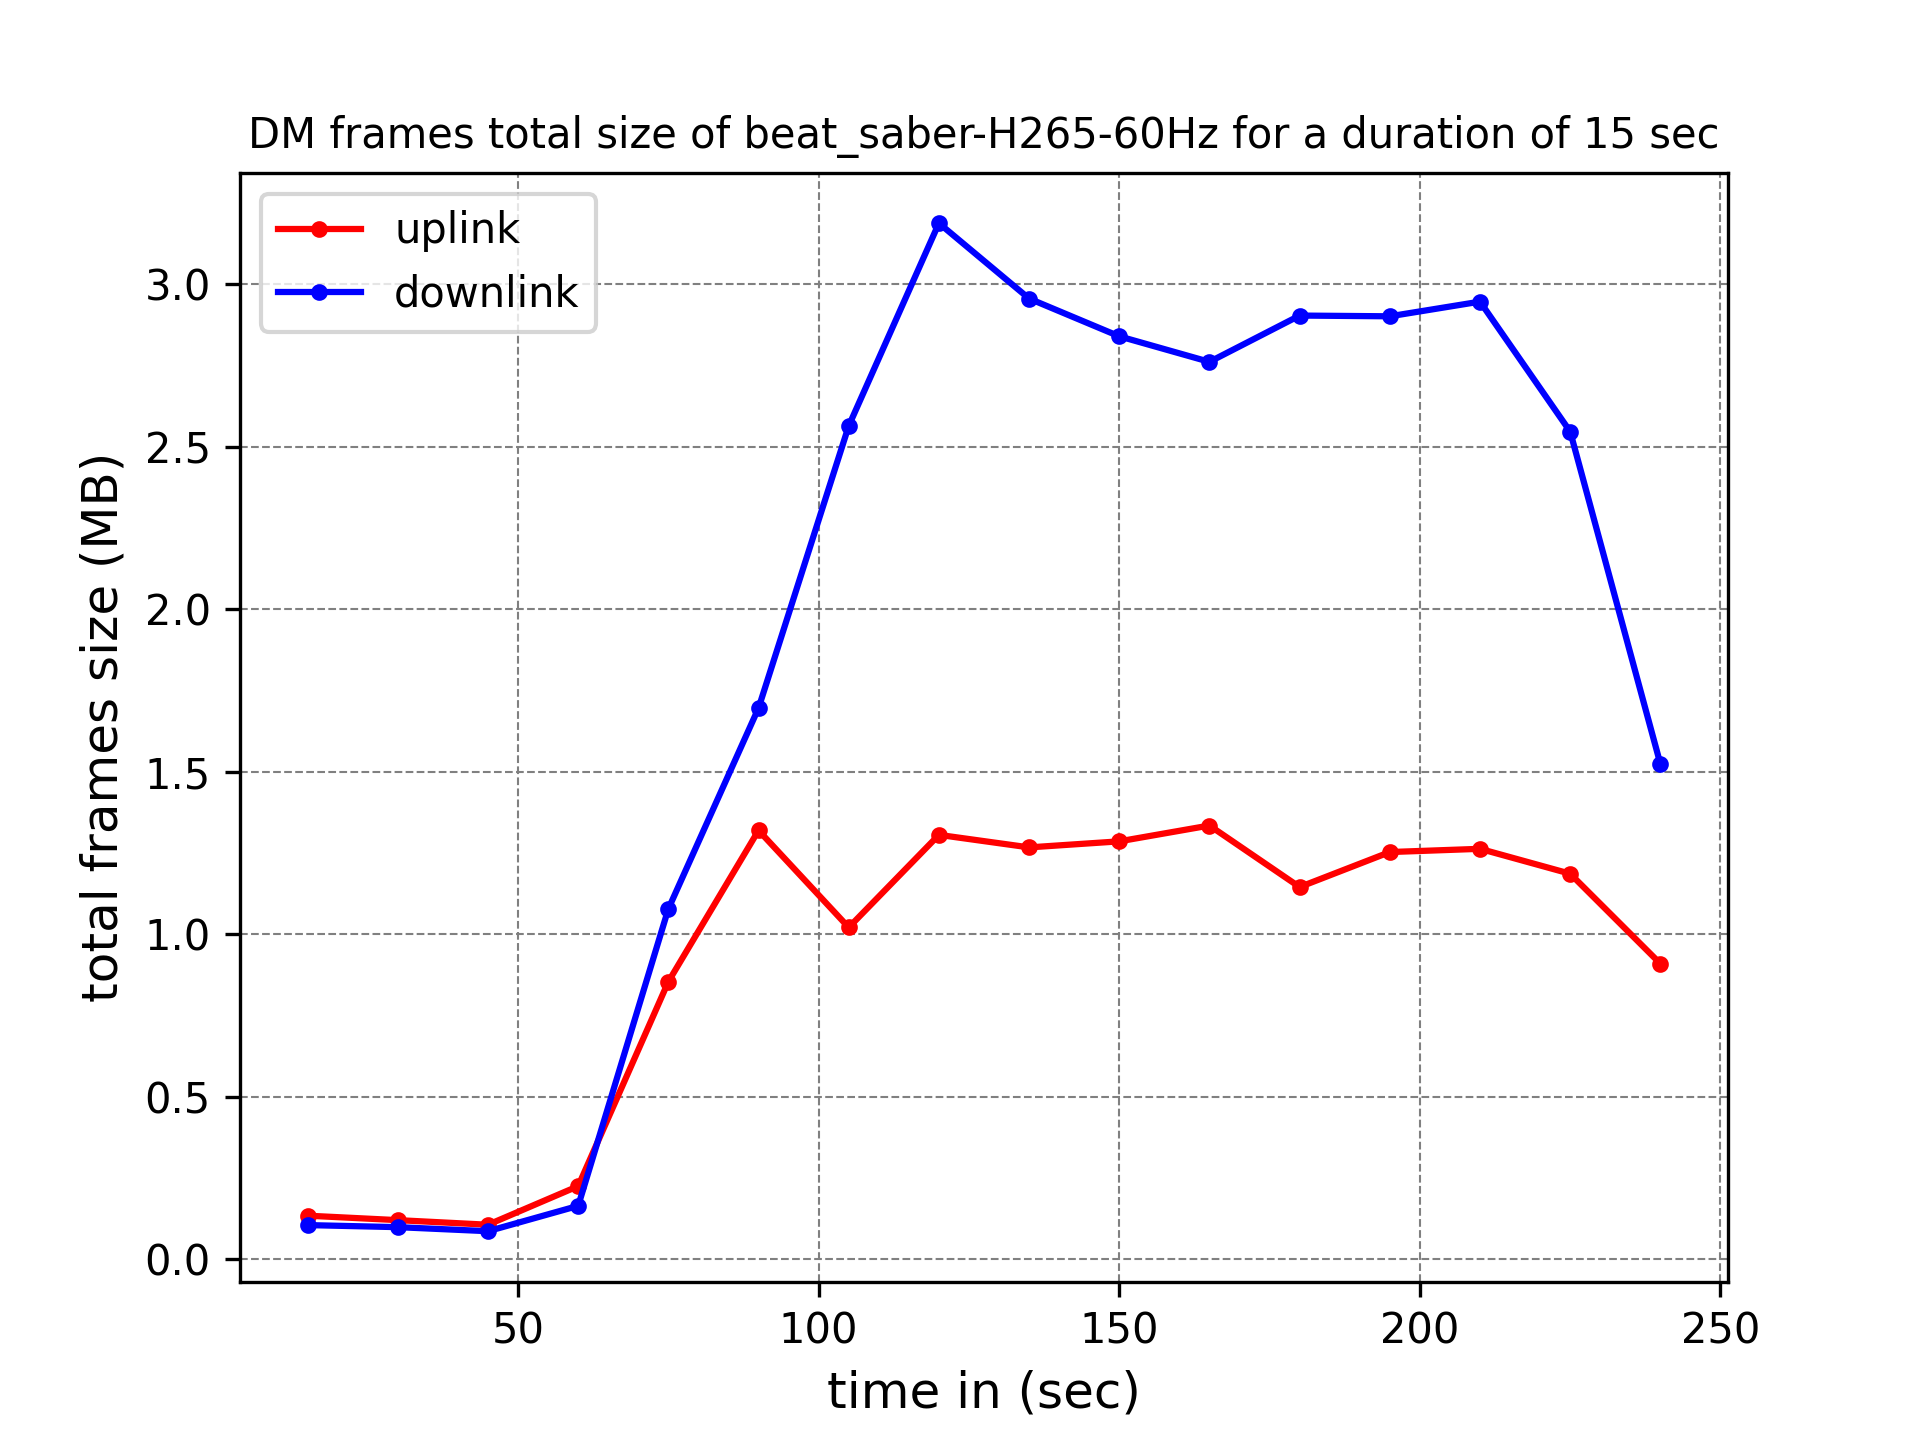 DM frames total size of beat_saber-H265-60Hz for a duration of 15 sec
uplink
downlink
3.0
2.5
2.0
1.5
1.0
0.5
0.0
total frames size (MB)
50 100 150 200 250
time in (sec)